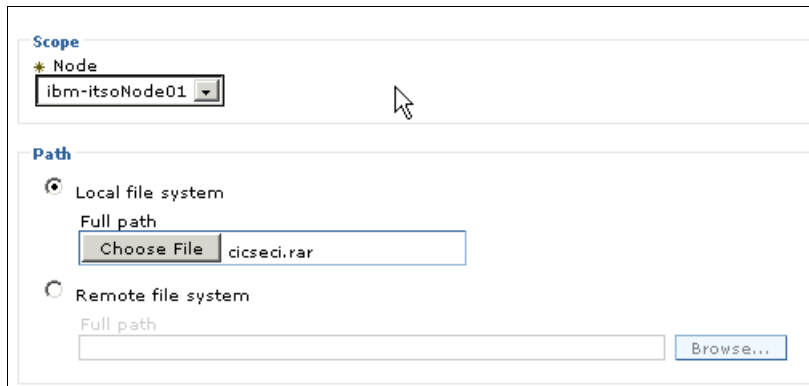 Scope
* Node
ibm-itsoNode01
Path
Local file system
Full path
Choose File cicseci.rar
Remote file system
Full path
Browse...